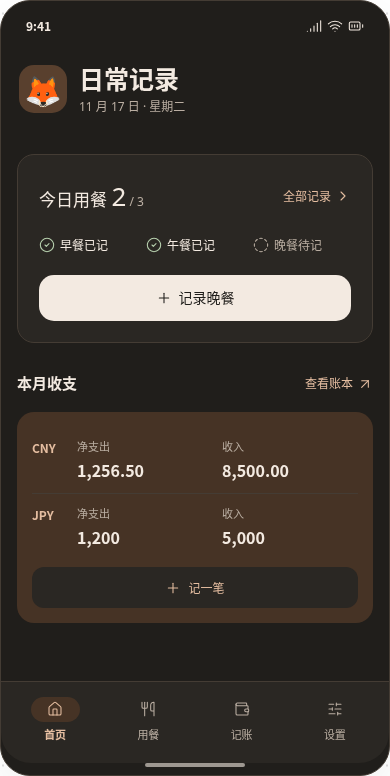 9:41
日常记录
11 月 17 日 · 星期二
今日用餐 2 / 3
全部记录
早餐已记
午餐已记
晚餐待记
记录晚餐
本月收支
查看账本
CNY
净支出
收入
1,256.50
8,500.00
JPY
净支出
收入
1,200
5,000
记一笔
首页
用餐
记账
设置